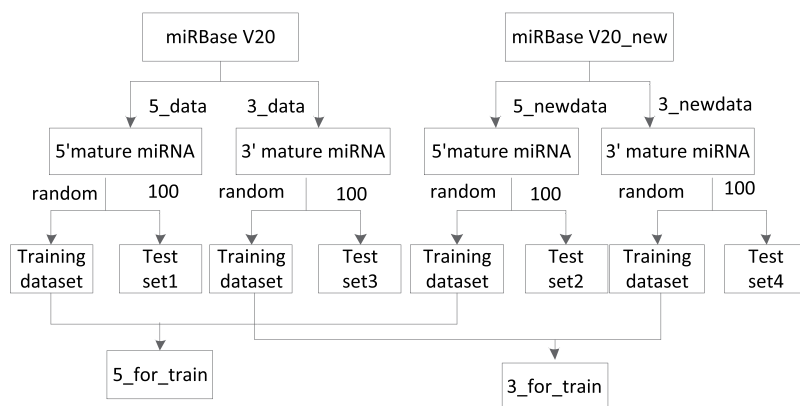 miRBase V20
miRBase V20_new
5_data
3_data
5_newdata
3_newdata
5'mature miRNA
3' mature miRNA
5'mature miRNA
3' mature miRNA
random
100
random
100
random
100
random
100
Training
dataset
Test
set1
Training
dataset
Test
set3
Training
dataset
Test
set2
Training
dataset
Test
set4
5_for_train
3_for_train